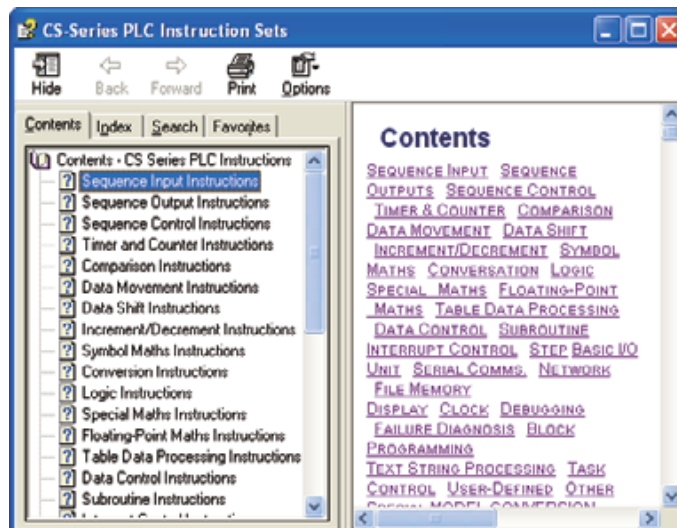 CS-Series PLC Instruction Sets
Hide Back Forward Print Options
Contents Index Search Favorites
Contents - CS Series PLC Instructions
Sequence Input Instructions
Sequence Output Instructions
Sequence Control Instructions
Timer and Counter Instructions
Comparison Instructions
Data Movement Instructions
Data Shift Instructions
Increment/Decrement Instructions
Symbol Maths Instructions
Conversion Instructions
Logic Instructions
Special Maths Instructions
Floating-Point Maths Instructions
Table Data Processing Instructions
Data Control Instructions
Subroutine Instructions
Contents
SEQUENCE INPUT SEQUENCE
OUTPUTS SEQUENCE CONTROL
TIMER & COUNTER COMPARISON
DATA MOVEMENT DATA SHIFT
INCREMENT/DECREMENT SYMBOL
MATHS CONVERSATION LOGIC
SPECIAL MATHS FLOATING-POINT
MATHS TABLE DATA PROCESSING
DATA CONTROL SUBROUTINE
INTERRUPT CONTROL STEP BASIC I/O
UNIT SERIAL COMMS. NETWORK
FILE MEMORY
DISPLAY CLOCK DEBUGGING
FAILURE DIAGNOSIS BLOCK
PROGRAMMING
TEXT STRING PROCESSING TASK
CONTROL USER-DEFINED OTHER
SPECIAL MODEL CONVERSION